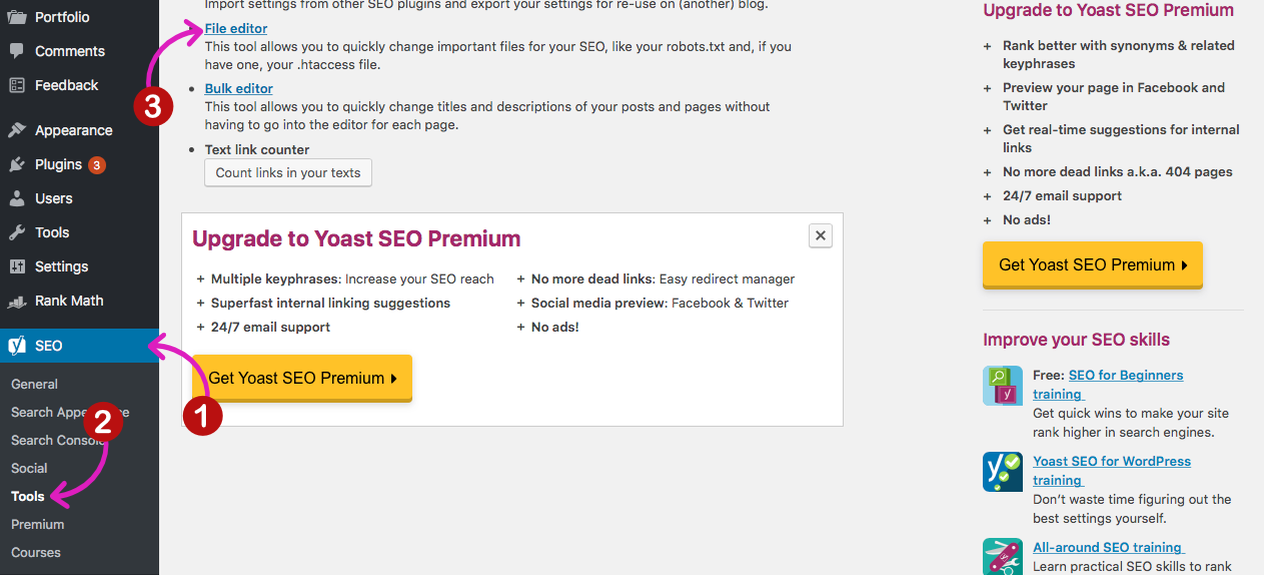 Portfolio
Comments
Feedback
Appearance
Plugins 3
Users
Tools
Settings
Rank Math
SEO
General
Search Appe e
Search Console
Social
Tools
Premium
Courses
1
2
3
Import settings from other SEO plugins and export your settings for re-use on (another) blog.
File editor
This tool allows you to quickly change important files for your SEO, like your robots.txt and, if you
have one, your .htaccess file.
Bulk editor
This tool allows you to quickly change titles and descriptions of your posts and pages without
having to go into the editor for each page.
Text link counter
Count links in your texts
Upgrade to Yoast SEO Premium
+ Multiple keyphrases: Increase your SEO reach
+ Superfast internal linking suggestions
+ 24/7 email support
+ No more dead links: Easy redirect manager
+ Social media preview: Facebook & Twitter
+ No ads!
Get Yoast SEO Premium
Upgrade to Yoast SEO Premium
+ Rank better with synonyms & related
keyphrases
+ Preview your page in Facebook and
Twitter
+ Get real-time suggestions for internal
links
+ No more dead links a.k.a. 404 pages
+ 24/7 email support
+ No ads!
Get Yoast SEO Premium
Improve your SEO skills
Free: SEO for Beginners
training
Get quick wins to make your site
rank higher in search engines.
Yoast SEO for WordPress
training
Don’t waste time figuring out the
best settings yourself.
All-around SEO training
Learn practical SEO skills to rank